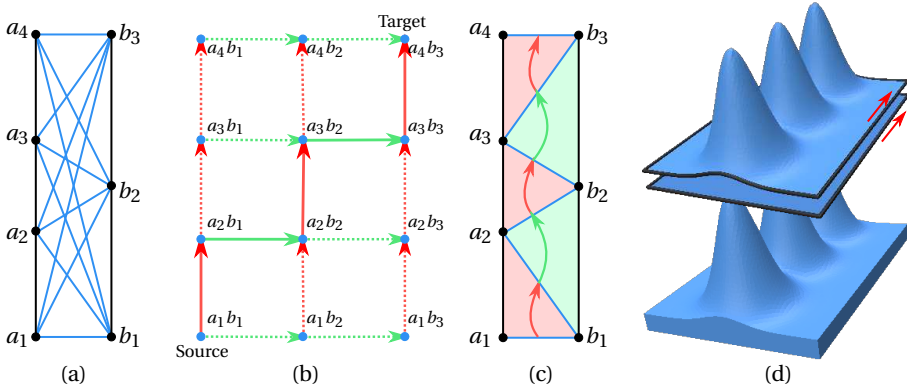 a4 b3
a3
b2
a2
a1 b1
(a)
Target
a4b1 a4b2 a4b3
a3b1 a3b2 a3b3
a2b1 a2b2 a2b3
a1b1 a1b2 a1b3
Source
(b)
a4 b3
a3
b2
a2
a1 b1
(c)
(d)